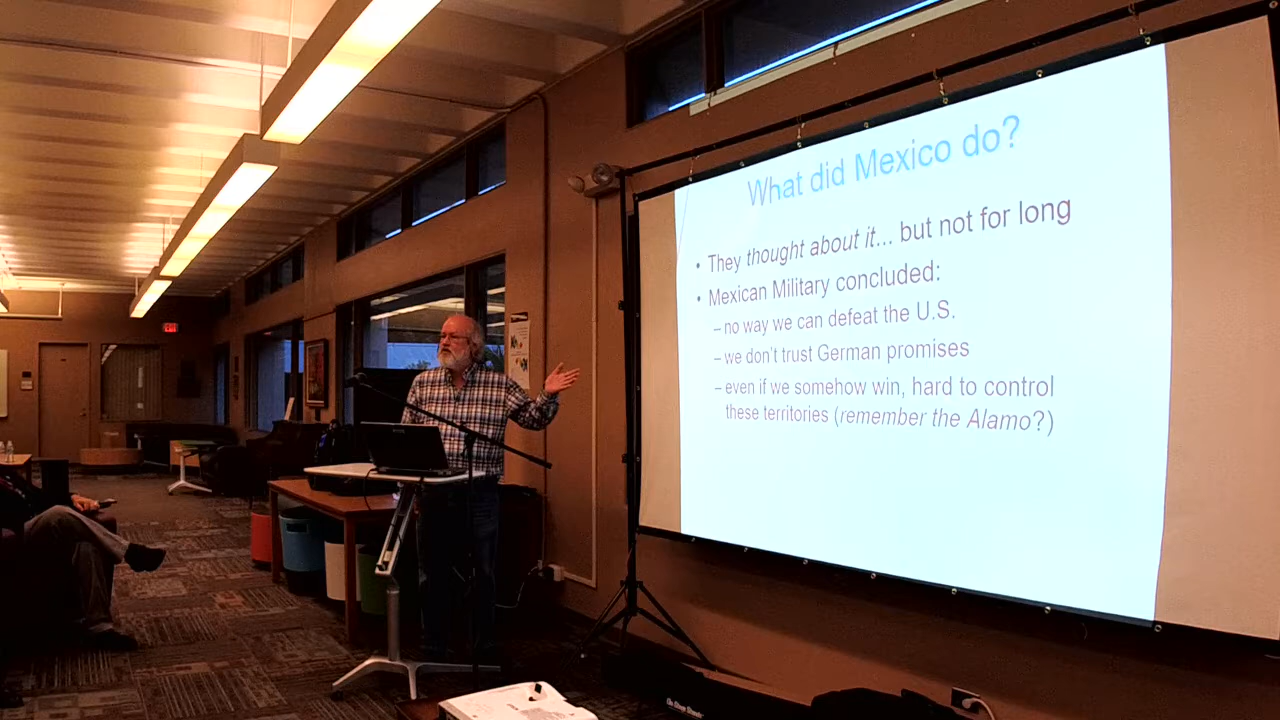 What did Mexico do?
• They thought about it... but not for long
• Mexican Military concluded:
– no way we can defeat the U.S.
– we don't trust German promises
– even if we somehow win, hard to control
these territories (remember the Alamo?)
EXIT